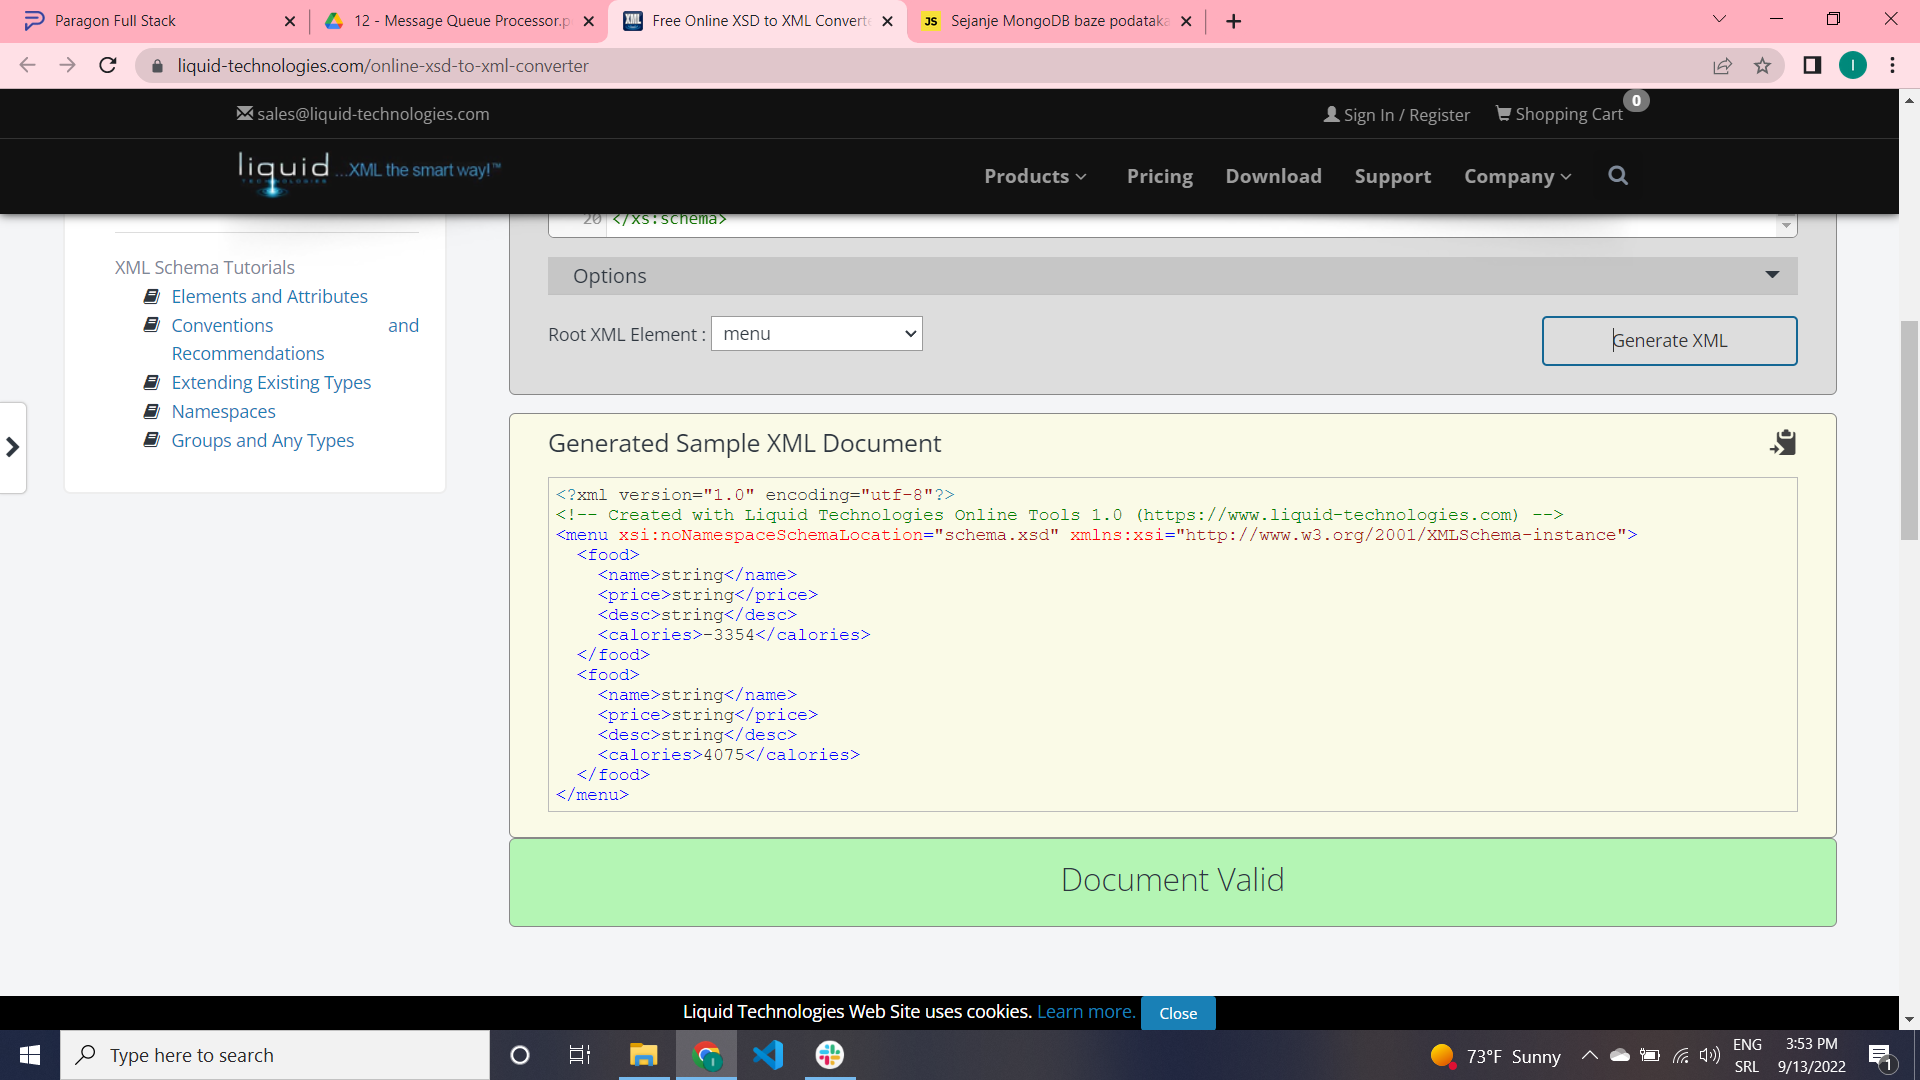 Paragon Full Stack
12 - Message Queue Processor.p
Free Online XSD to XML Converte
JS Sejanje MongoDB baze podataka
liquid-technologies.com/online-xsd-to-xml-converter
I
sales@liquid-technologies.com
Sign In / Register
Shopping Cart
0
liquid
TECHNOLOGIES
...XML the smart way!™
Products
Pricing
Download
Support
Company
XML Schema Tutorials
Elements and Attributes
Conventions and
Recommendations
Extending Existing Types
Namespaces
Groups and Any Types
20 </xs:schema>
Options
Root XML Element : menu
Generate XML
Generated Sample XML Document
<?xml version="1.0" encoding="utf-8"?>
<!-- Created with Liquid Technologies Online Tools 1.0 (https://www.liquid-technologies.com) -->
<menu xsi:noNamespaceSchemaLocation="schema.xsd" xmlns:xsi="http://www.w3.org/2001/XMLSchema-instance">
<food>
<name>string</name>
<price>string</price>
<desc>string</desc>
<calories>-3354</calories>
</food>
<food>
<name>string</name>
<price>string</price>
<desc>string</desc>
<calories>4075</calories>
</food>
</menu>
Document Valid
Liquid Technologies Web Site uses cookies. Learn more. Close
Type here to search
73°F Sunny
ENG
SRL
3:53 PM
9/13/2022
1